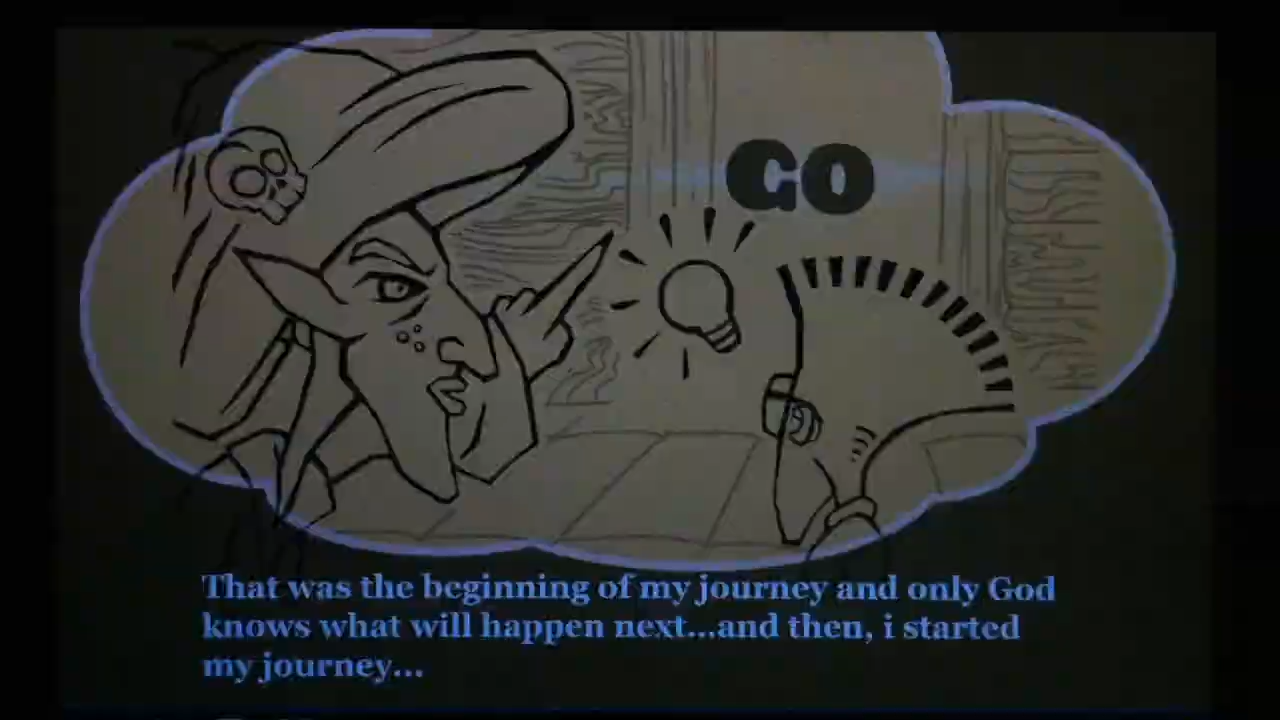 GO
That was the beginning of my journey and only God
knows what will happen next...and then, i started
my journey...